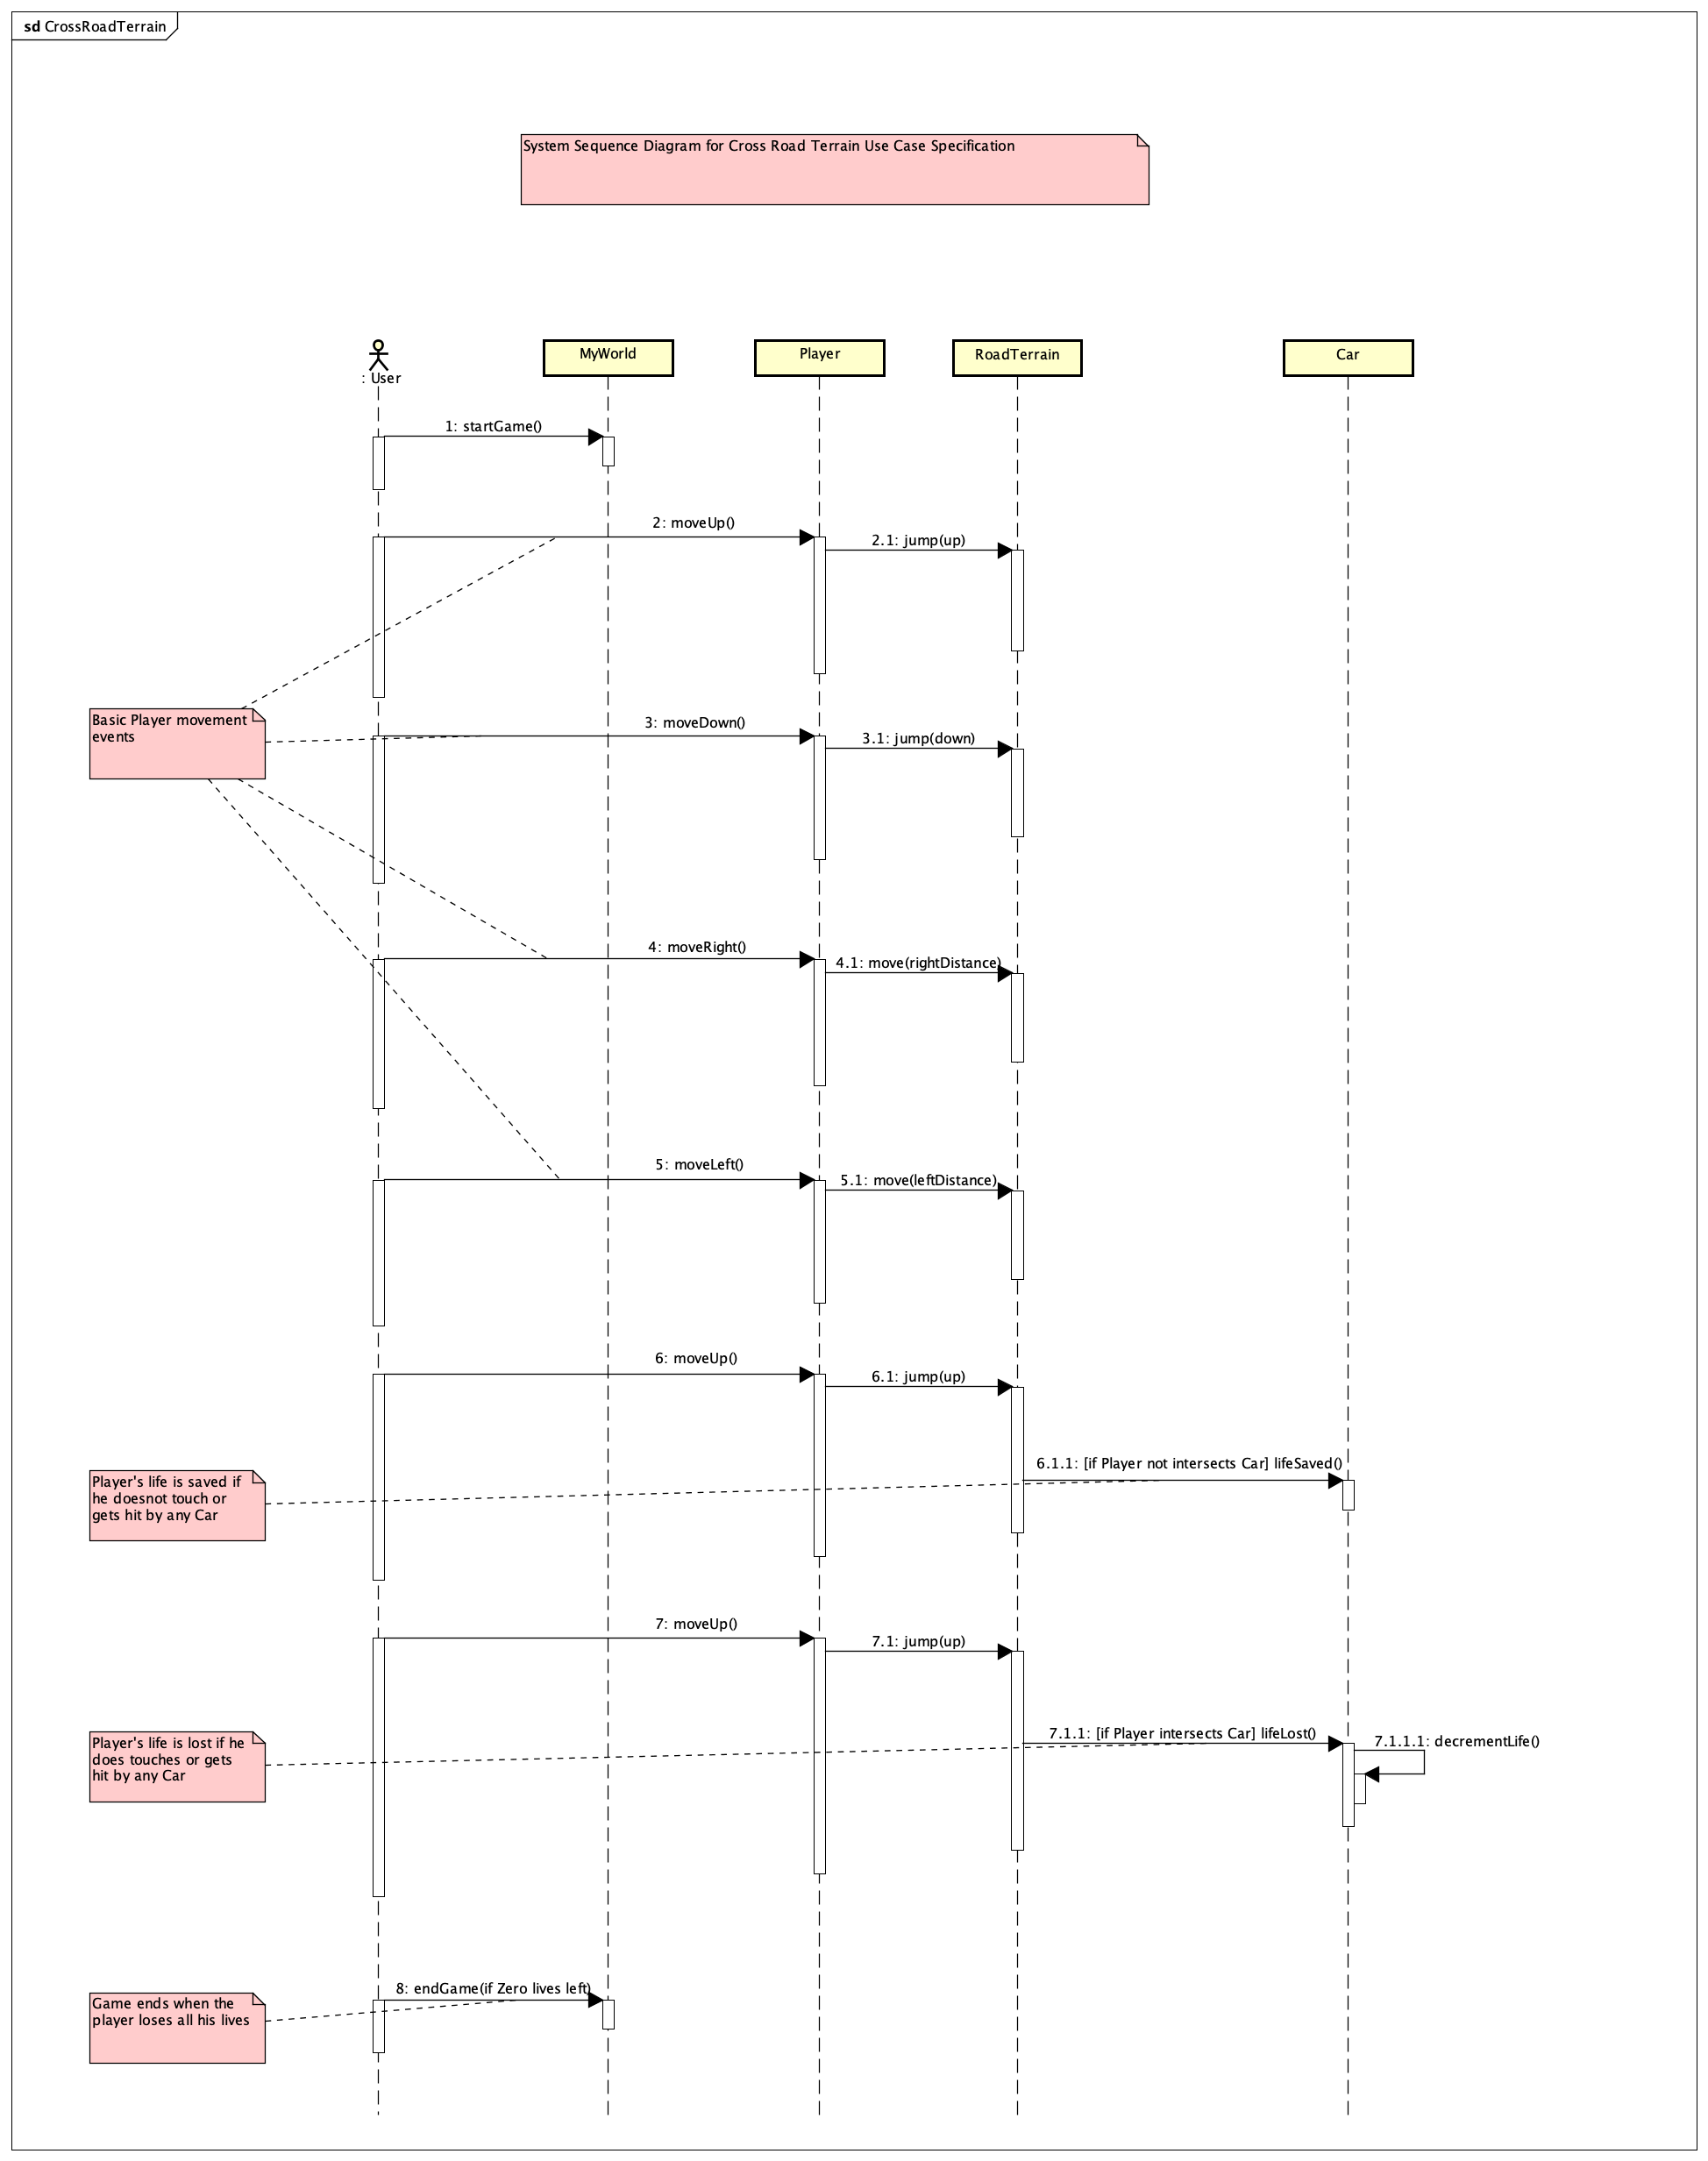 sd CrossRoadTerrain
System Sequence Diagram for Cross Road Terrain Use Case Specification
: User
MyWorld
Player
RoadTerrain
Car
1: startGame()
2: moveUp()
2.1: jump(up)
Basic Player movement
events
3: moveDown()
3.1: jump(down)
4: moveRight()
4.1: move(rightDistance)
5: moveLeft()
5.1: move(leftDistance)
6: moveUp()
6.1: jump(up)
6.1.1: [if Player not intersects Car] lifeSaved()
Player's life is saved if
he doesnot touch or
gets hit by any Car
7: moveUp()
7.1: jump(up)
7.1.1: [if Player intersects Car] lifeLost()
7.1.1.1: decrementLife()
Player's life is lost if he
does touches or gets
hit by any Car
8: endGame(if Zero lives left)
Game ends when the
player loses all his lives